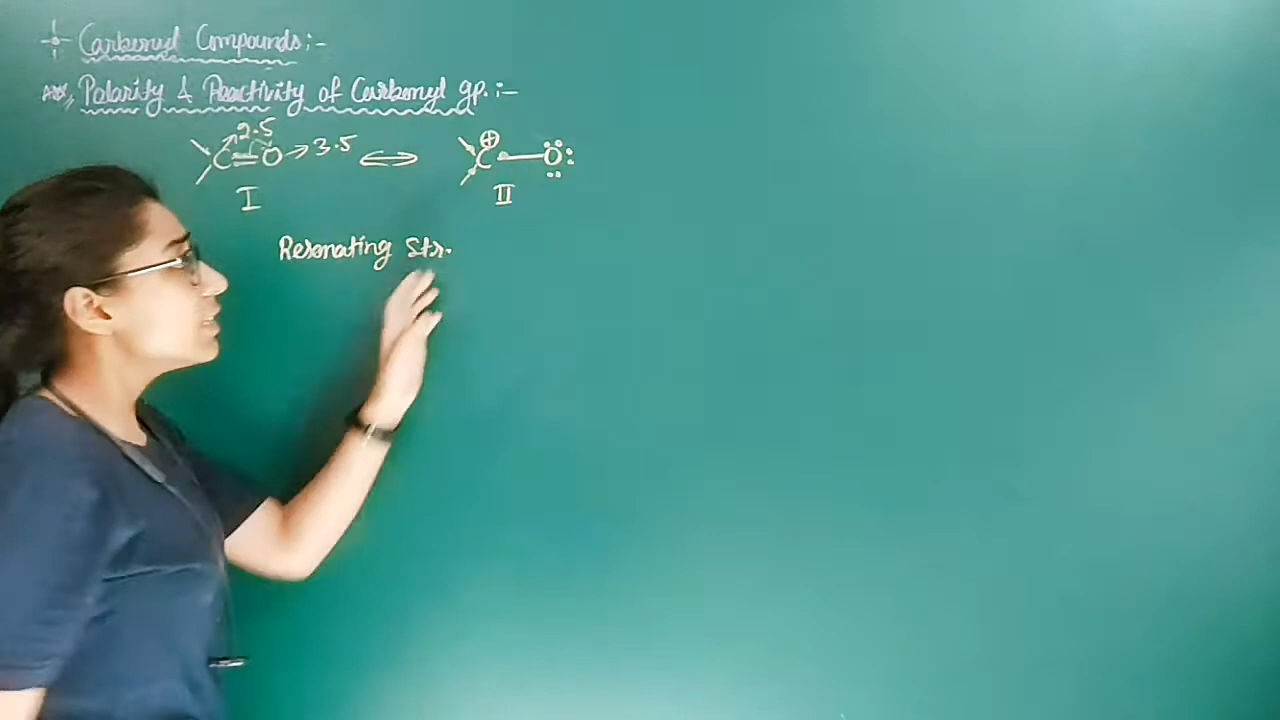 Carbonyl Compounds:-
Polarity & Reactivity of Carbonyl gp.:-
C=O 2.5 → 3.5 ⟺ C⊕—O
I II
Resonating Str.